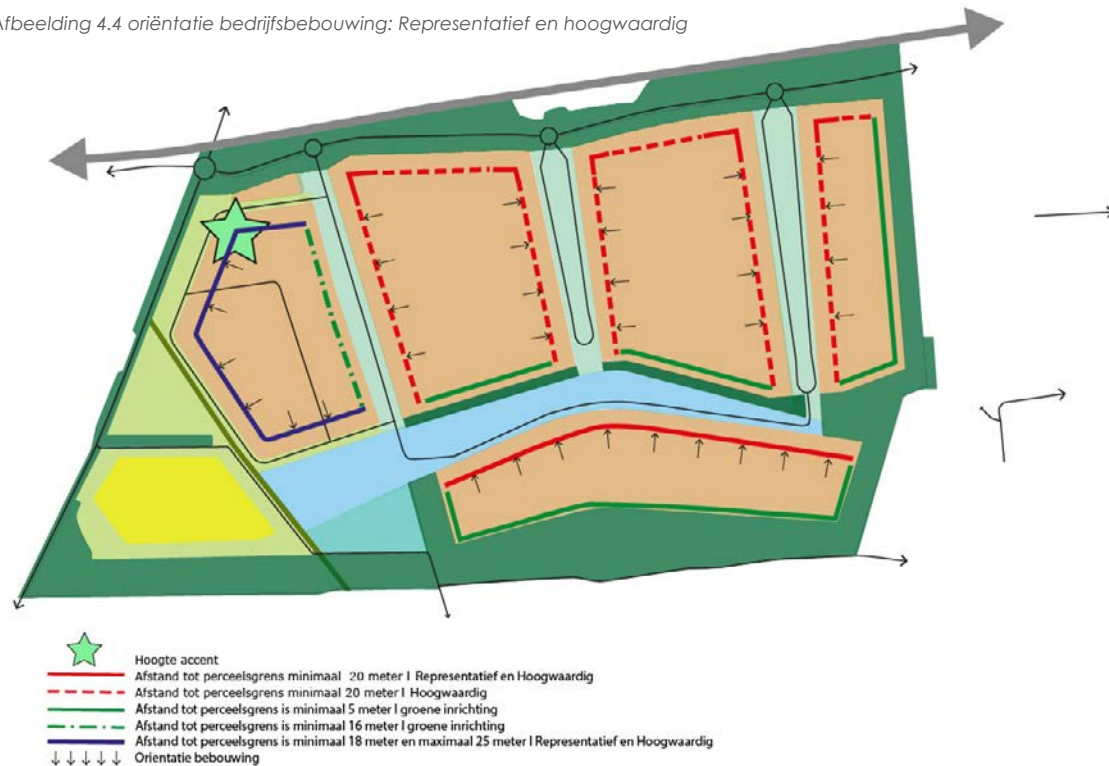 Afbeelding 4.4 oriëntatie bedrijfsbebouwing: Representatief en hoogwaardig
Hoogte accent
Afstand tot perceelsgrens minimaal 20 meter I Representatief en Hoogwaardig
Afstand tot perceelsgrens minimaal 20 meter I Hoogwaardig
Afstand tot perceelsgrens is minimaal 5 meter I groene inrichting
Afstand tot perceelsgrens is minimaal 16 meter I groene inrichting
Afstand tot perceelsgrens is minimaal 18 meter en maximaal 25 meter I Representatief en Hoogwaardig
Orientatie bebouwing